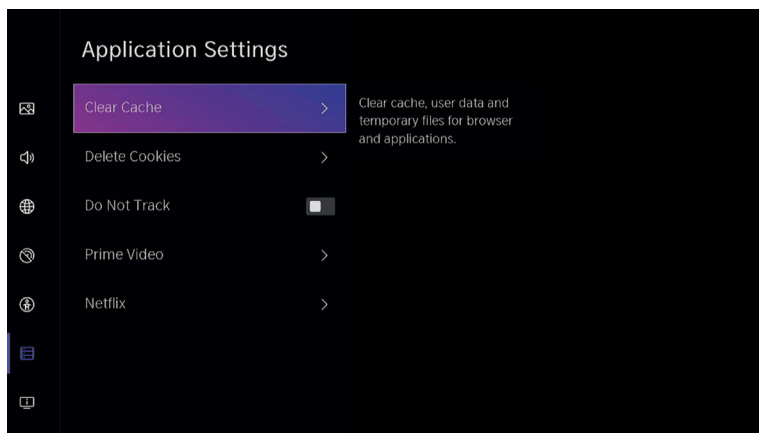 Application Settings
Clear Cache
Clear cache, user data and
temporary files for browser
and applications.
Delete Cookies
Do Not Track
Prime Video
Netflix